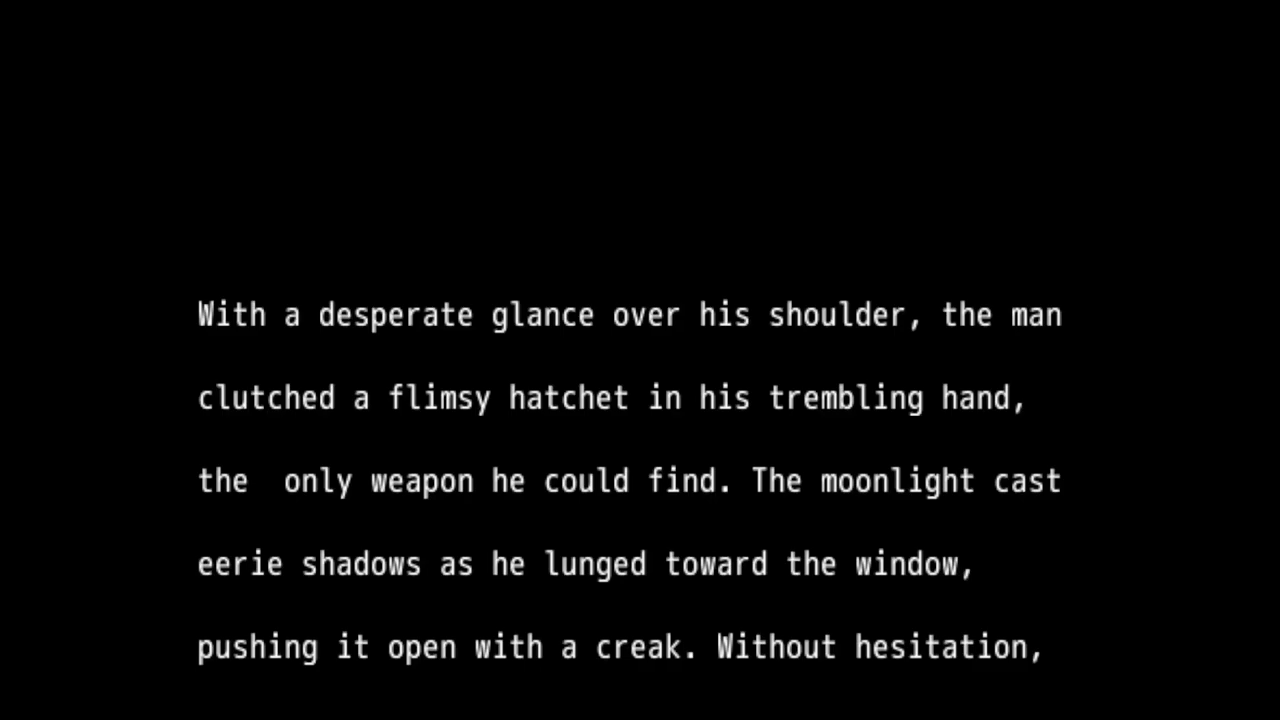 With a desperate glance over his shoulder, the man
clutched a flimsy hatchet in his trembling hand,
the  only weapon he could find. The moonlight cast
eerie shadows as he lunged toward the window,
pushing it open with a creak. Without hesitation,